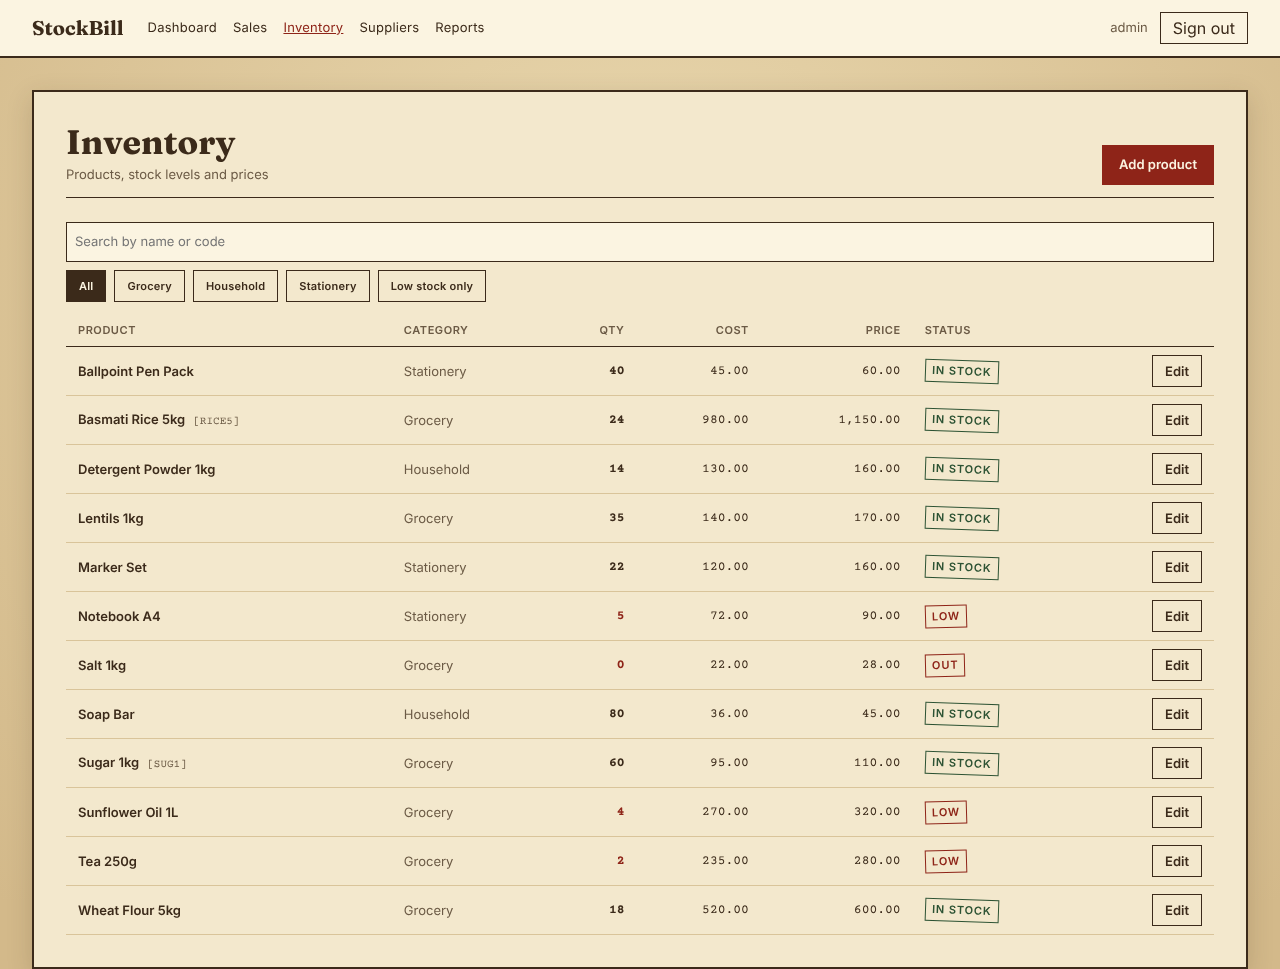 StockBill Dashboard Sales Inventory Suppliers Reports admin Sign out
Inventory
Products, stock levels and prices
Add product
Search by name or code
All Grocery Household Stationery Low stock only
PRODUCT CATEGORY QTY COST PRICE STATUS
Ballpoint Pen Pack Stationery 40 45.00 60.00 IN STOCK Edit
Basmati Rice 5kg [RICE5] Grocery 24 980.00 1,150.00 IN STOCK Edit
Detergent Powder 1kg Household 14 130.00 160.00 IN STOCK Edit
Lentils 1kg Grocery 35 140.00 170.00 IN STOCK Edit
Marker Set Stationery 22 120.00 160.00 IN STOCK Edit
Notebook A4 Stationery 5 72.00 90.00 LOW Edit
Salt 1kg Grocery 0 22.00 28.00 OUT Edit
Soap Bar Household 80 36.00 45.00 IN STOCK Edit
Sugar 1kg [SUG1] Grocery 60 95.00 110.00 IN STOCK Edit
Sunflower Oil 1L Grocery 4 270.00 320.00 LOW Edit
Tea 250g Grocery 2 235.00 280.00 LOW Edit
Wheat Flour 5kg Grocery 18 520.00 600.00 IN STOCK Edit